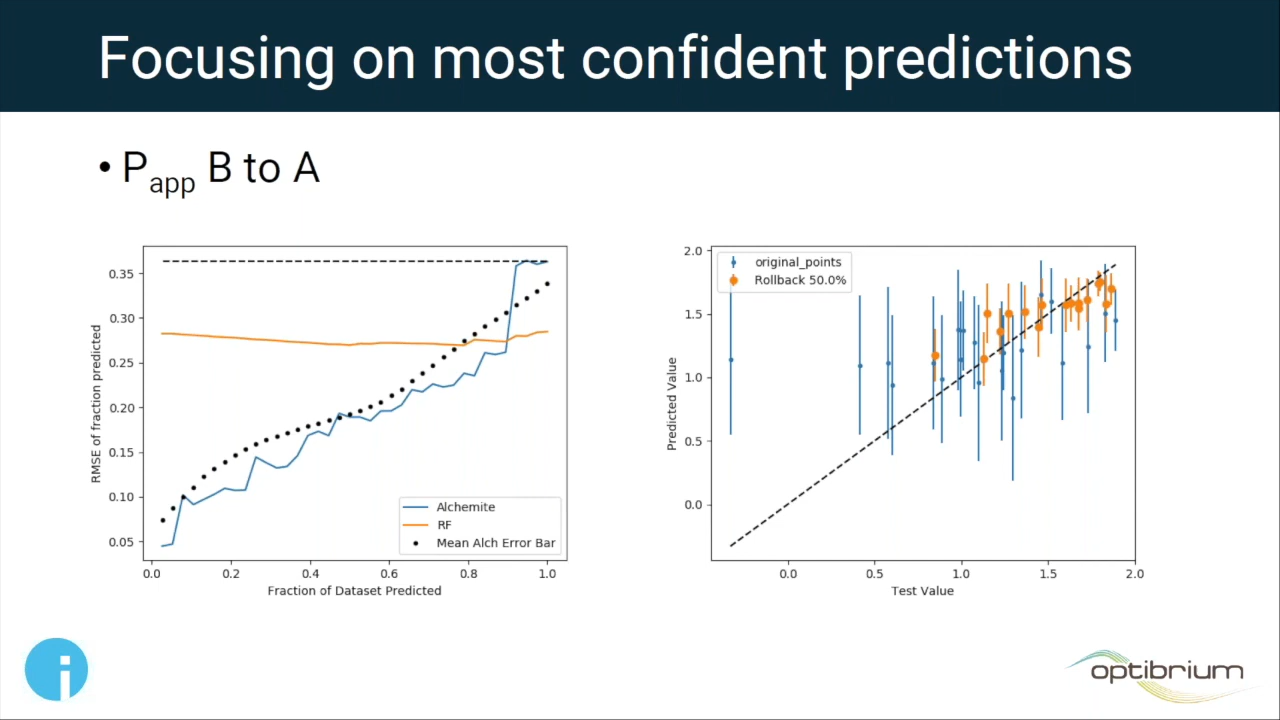 Focusing on most confident predictions
• Papp B to A
RMSE of fraction predicted
0.35
0.30
0.25
0.20
0.15
0.10
0.05
Alchemite
RF
Mean Alch Error Bar
0.0 0.2 0.4 0.6 0.8 1.0
Fraction of Dataset Predicted
Predicted Value
2.0
1.5
1.0
0.5
0.0
original_points
Rollback 50.0%
0.0 0.5 1.0 1.5 2.0
Test Value
i
optibrium